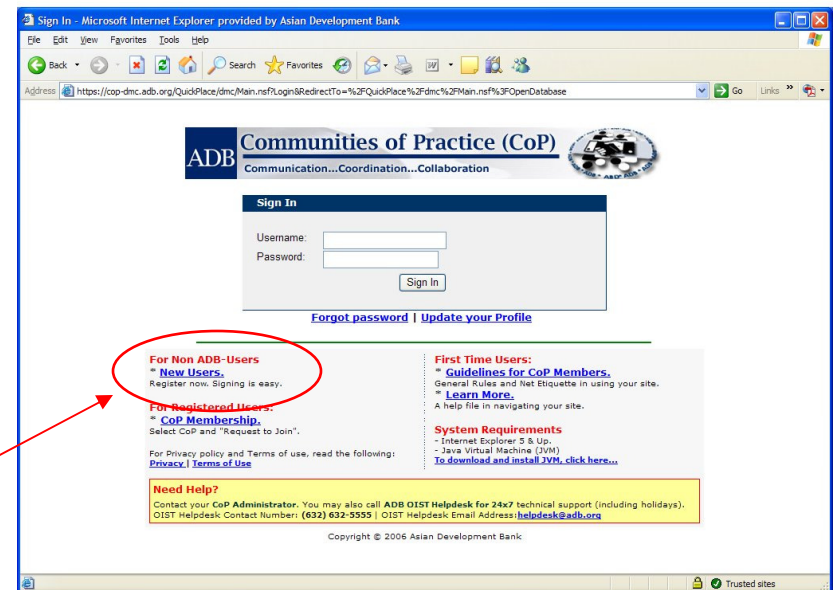 Sign In - Microsoft Internet Explorer provided by Asian Development Bank
File Edit View Favorites Tools Help
Back Search Favorites
Address https://cop-dmc.adb.org/QuickPlace/dmc/Main.nsf?Login&RedirectTo=%2FQuickPlace%2Fdmc%2FMain.nsf%3FOpenDatabase Go Links »
ADB Communities of Practice (CoP)
Communication...Coordination...Collaboration
Sign In
Username:
Password:
Sign In
Forgot password | Update your Profile
For Non ADB-Users
* New Users.
Register now. Signing is easy.
For Registered Users:
* CoP Membership.
Select CoP and "Request to Join".
For Privacy policy and Terms of use, read the following:
Privacy | Terms of Use
First Time Users:
* Guidelines for CoP Members.
General Rules and Net Etiquette in using your site.
* Learn More.
A help file in navigating your site.
System Requirements
- Internet Explorer 5 & Up.
- Java Virtual Machine (JVM)
To download and install JVM, click here...
Need Help?
Contact your CoP Administrator. You may also call ADB OIST Helpdesk for 24x7 technical support (including holidays).
OIST Helpdesk Contact Number: (632) 632-5555 | OIST Helpdesk Email Address:helpdesk@adb.org
Copyright © 2006 Asian Development Bank
Trusted sites